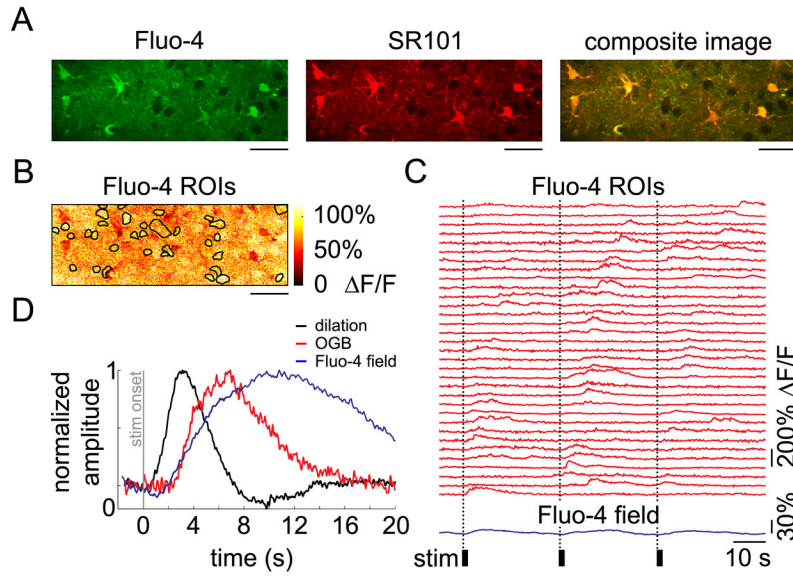 A
Fluo-4
SR101
composite image
B
Fluo-4 ROIs
100%
50%
0 ΔF/F
C
Fluo-4 ROIs
200% ΔF/F
30%
Fluo-4 field
stim
10 s
D
dilation
OGB
Fluo-4 field
normalized
amplitude
1
0
stim onset
0 4 8 12 16 20
time (s)